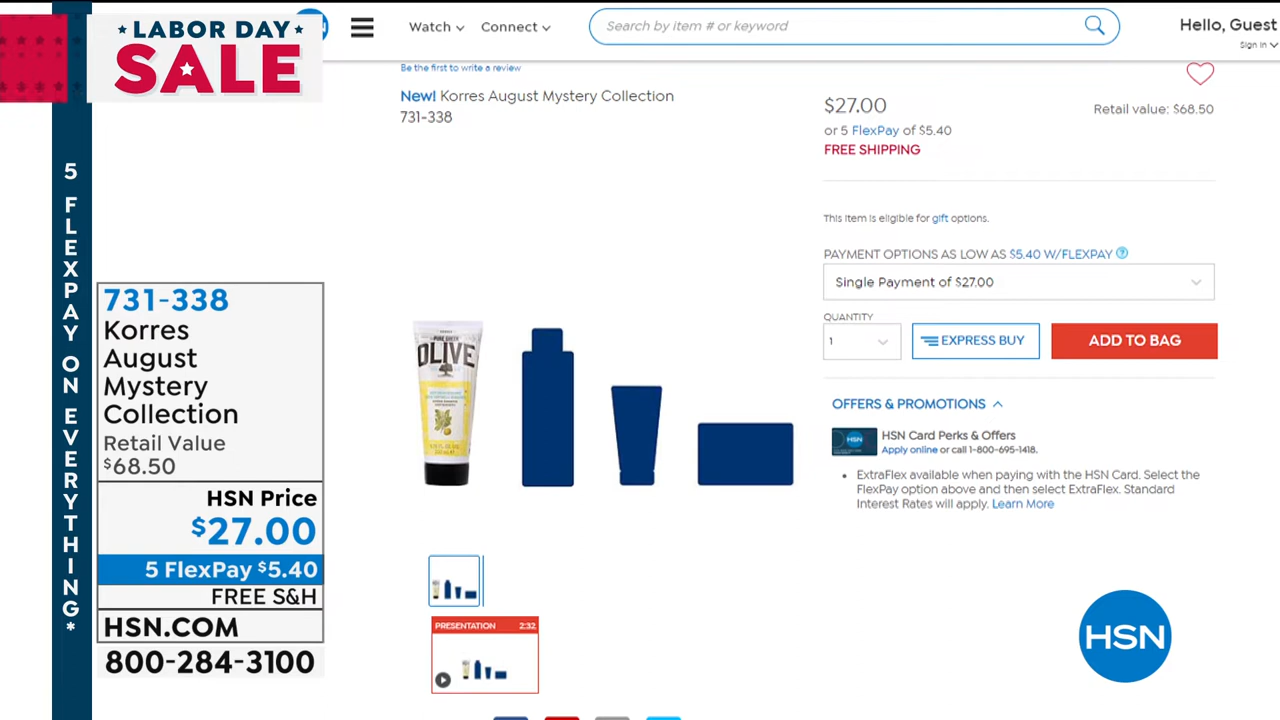 LABOR DAY
SALE
5 FLEXPAY ON EVERYTHING*
731-338
Korres
August
Mystery
Collection
Retail Value
$68.50
HSN Price
$27.00
5 FlexPay $5.40
FREE S&H
HSN.COM
800-284-3100
Watch
Connect
Search by item # or keyword
Hello, Guest
Sign In
Be the first to write a review
New! Korres August Mystery Collection
731-338
OLIVE
PRESENTATION 2:32
$27.00
Retail value: $68.50
or 5 FlexPay of $5.40
FREE SHIPPING
This item is eligible for gift options.
PAYMENT OPTIONS AS LOW AS $5.40 W/FLEXPAY ?
Single Payment of $27.00
QUANTITY
1
EXPRESS BUY
ADD TO BAG
OFFERS & PROMOTIONS
HSN
HSN Card Perks & Offers
Apply online or call 1-800-695-1418.
• ExtraFlex available when paying with the HSN Card. Select the
FlexPay option above and then select ExtraFlex. Standard
Interest Rates will apply. Learn More
HSN